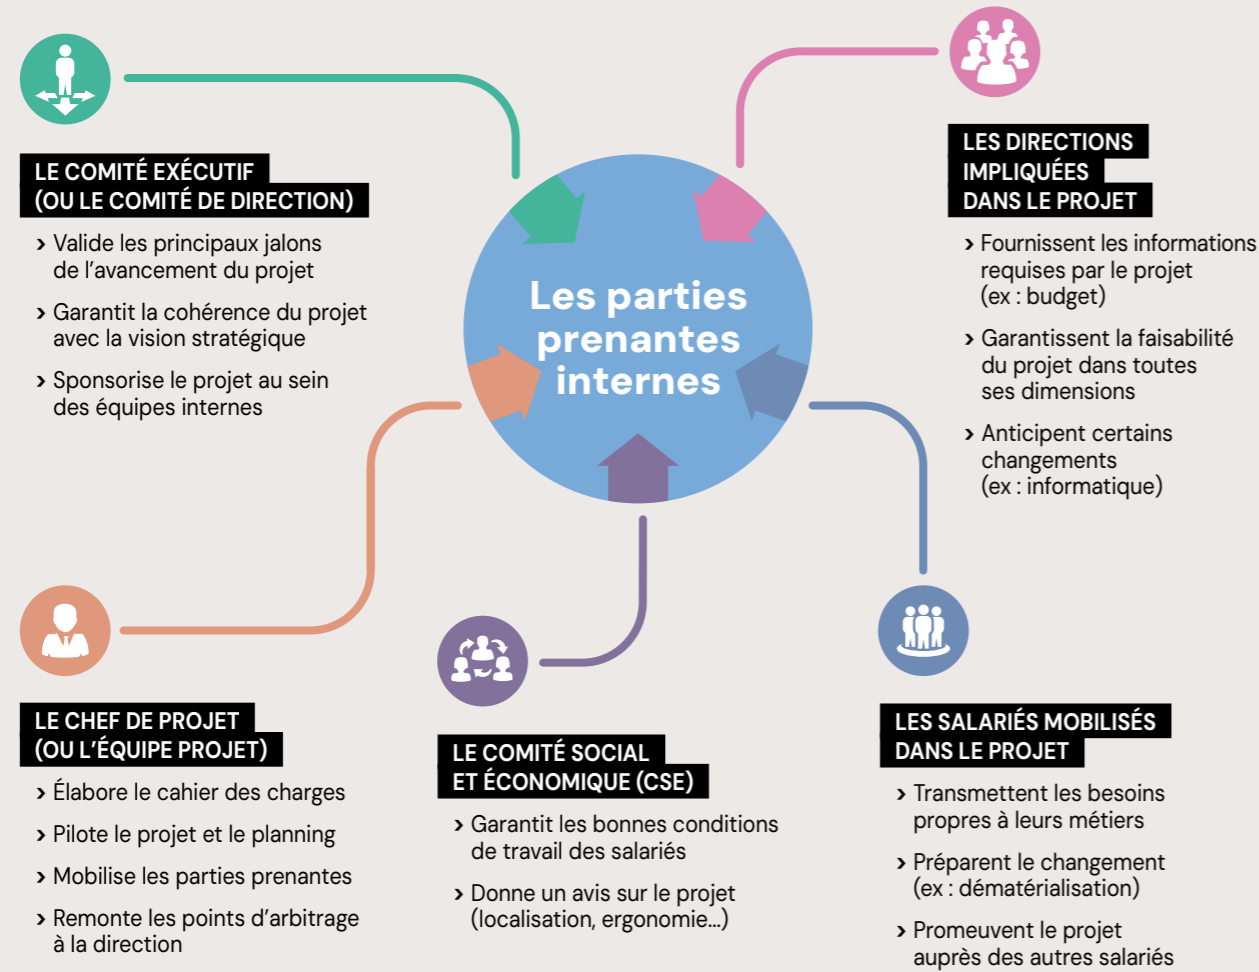 LE COMITÉ EXÉCUTIF
(OU LE COMITÉ DE DIRECTION)
› Valide les principaux jalons
de l’avancement du projet
› Garantit la cohérence du projet
avec la vision stratégique
› Sponsorise le projet au sein
des équipes internes
Les parties
prenantes
internes
LES DIRECTIONS
IMPLIQUÉES
DANS LE PROJET
› Fournissent les informations
requises par le projet
(ex : budget)
› Garantissent la faisabilité
du projet dans toutes
ses dimensions
› Anticipent certains
changements
(ex : informatique)
LE CHEF DE PROJET
(OU L’ÉQUIPE PROJET)
› Élabore le cahier des charges
› Pilote le projet et le planning
› Mobilise les parties prenantes
› Remonte les points d’arbitrage
à la direction
LE COMITÉ SOCIAL
ET ÉCONOMIQUE (CSE)
› Garantit les bonnes conditions
de travail des salariés
› Donne un avis sur le projet
(localisation, ergonomie…)
LES SALARIÉS MOBILISÉS
DANS LE PROJET
› Transmettent les besoins
propres à leurs métiers
› Préparent le changement
(ex : dématérialisation)
› Promeuvent le projet
auprès des autres salariés